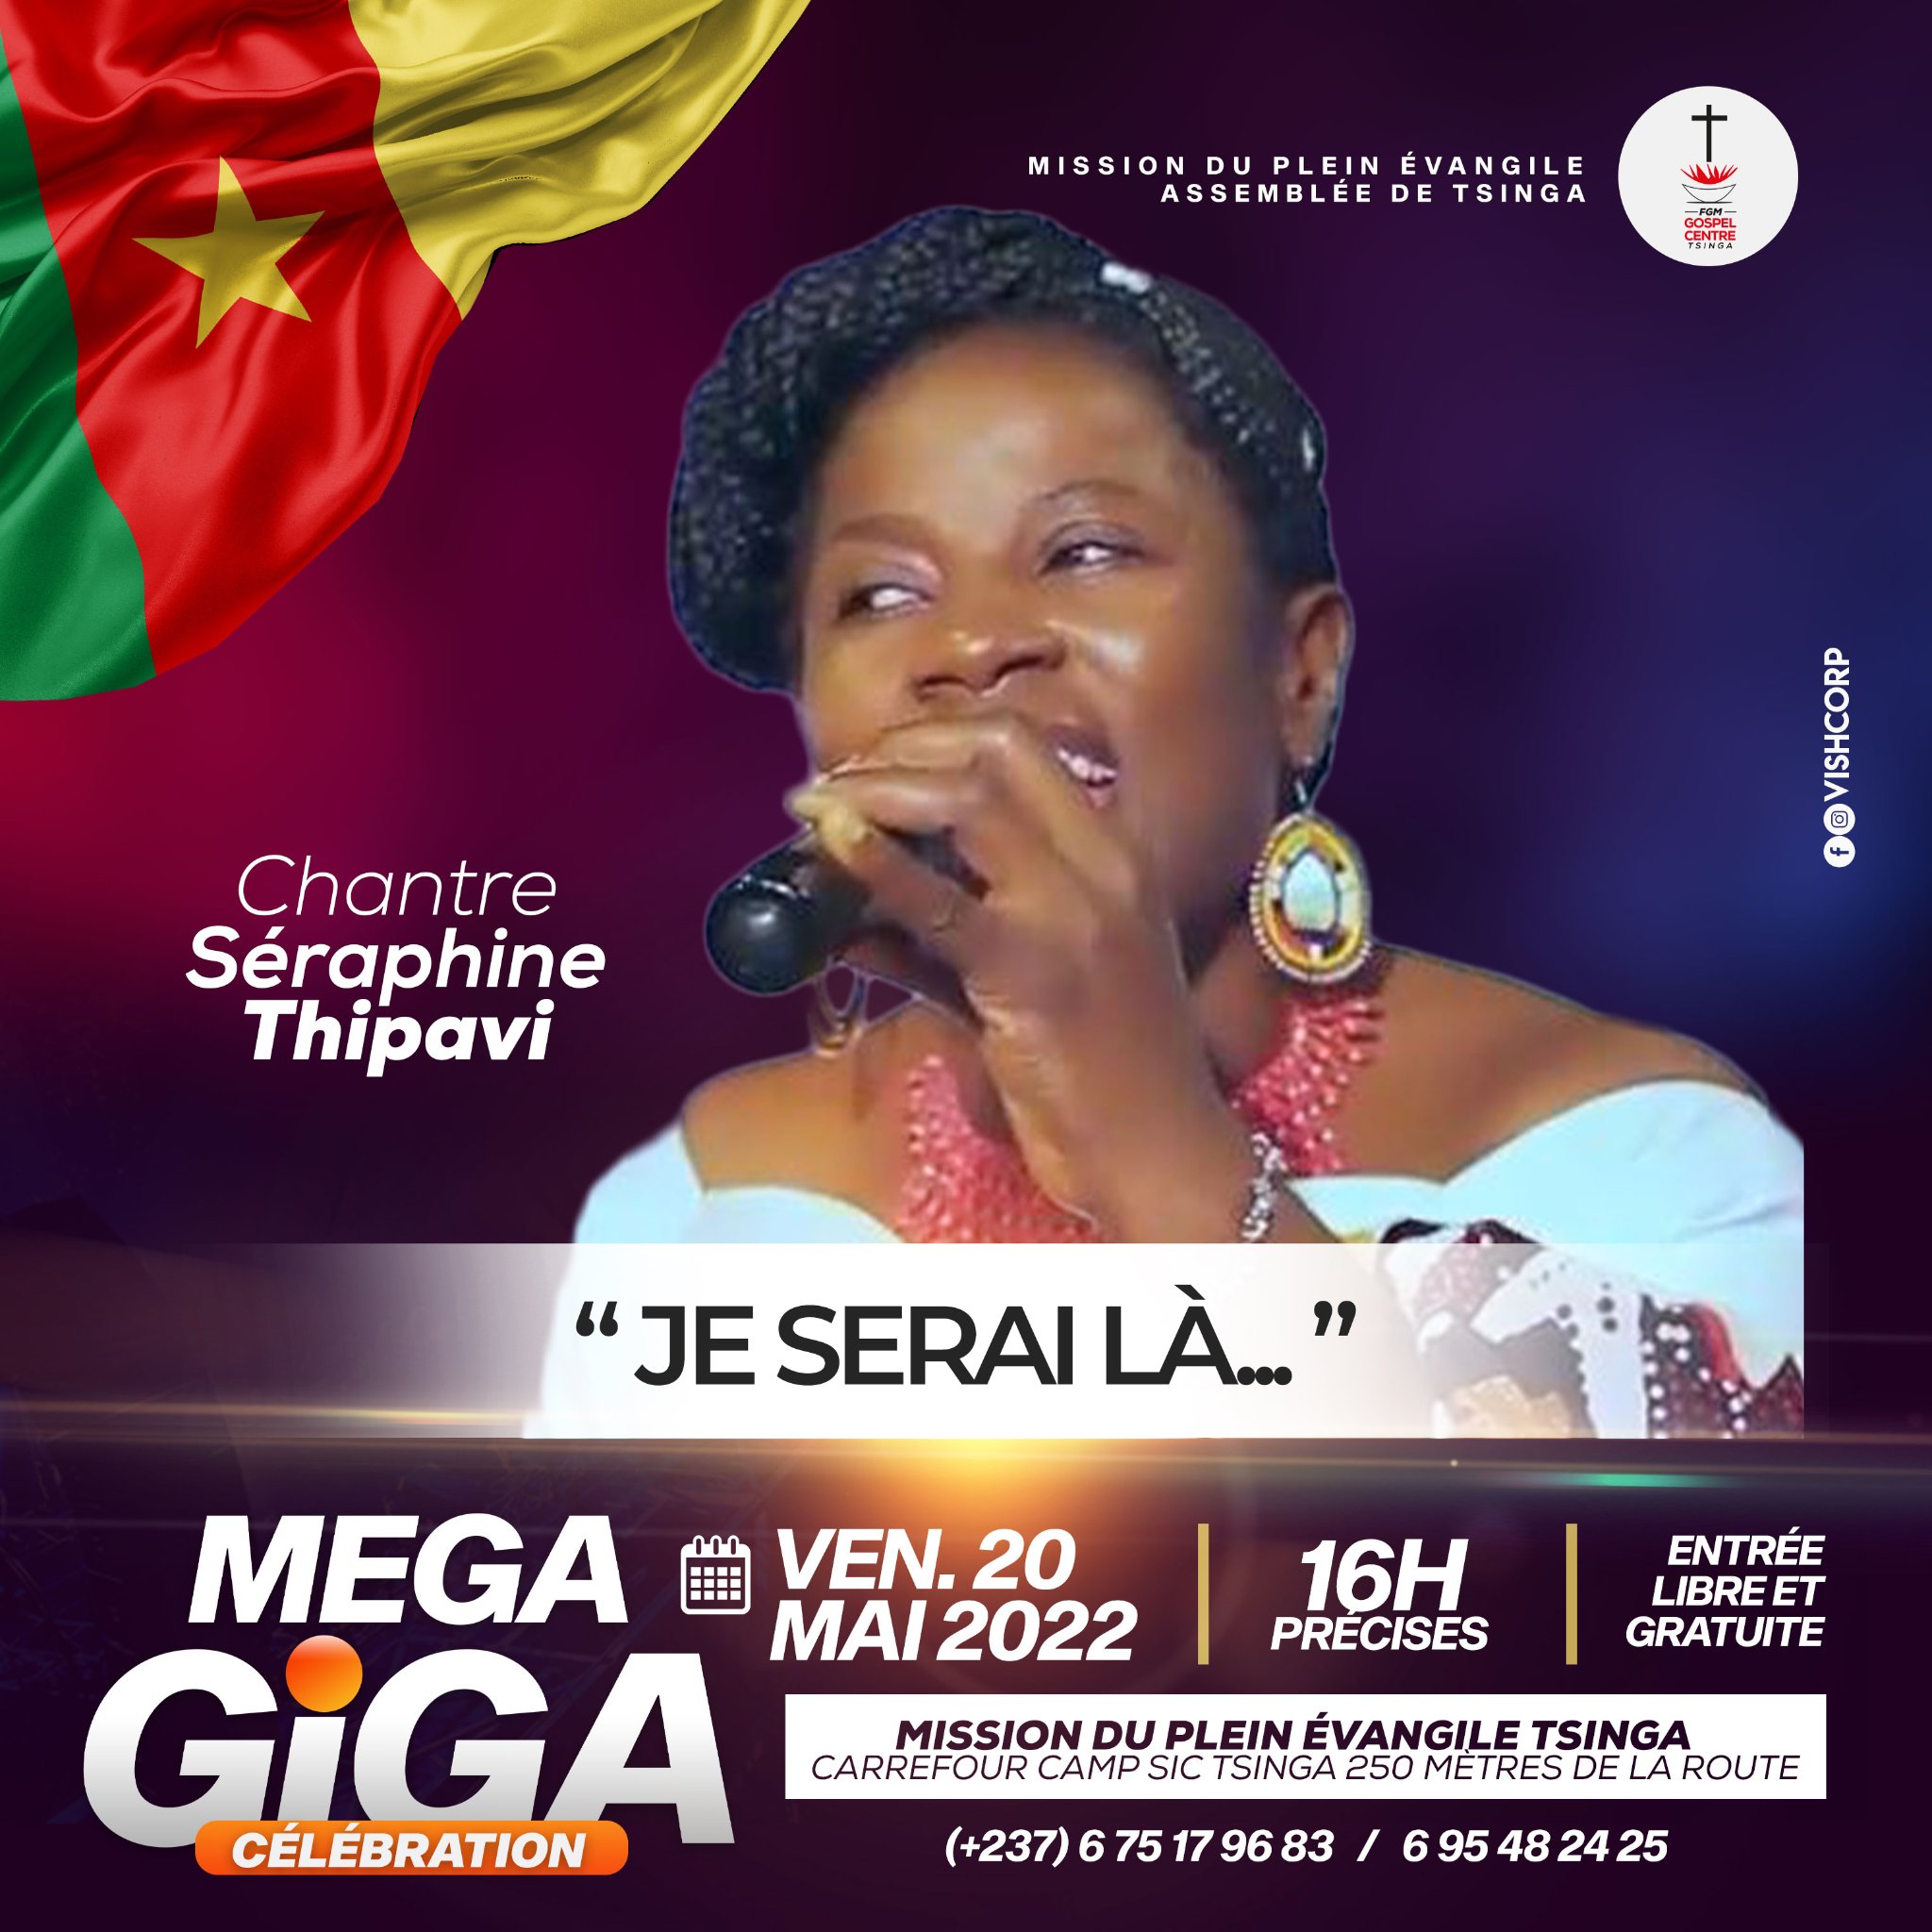 MISSION DU PLEIN ÉVANGILE
ASSEMBLÉE DE TSINGA
FGM
GOSPEL
CENTRE
TSINGA
VISHCORP
Chantre
Séraphine
Thipavi
“ JE SERAI LÀ... ”
MEGA
GiGA
CÉLÉBRATION
VEN. 20
MAI 2022
16H
PRÉCISES
ENTRÉE
LIBRE ET
GRATUITE
MISSION DU PLEIN ÉVANGILE TSINGA
CARREFOUR CAMP SIC TSINGA 250 MÈTRES DE LA ROUTE
(+237) 6 75 17 96 83 / 6 95 48 24 25